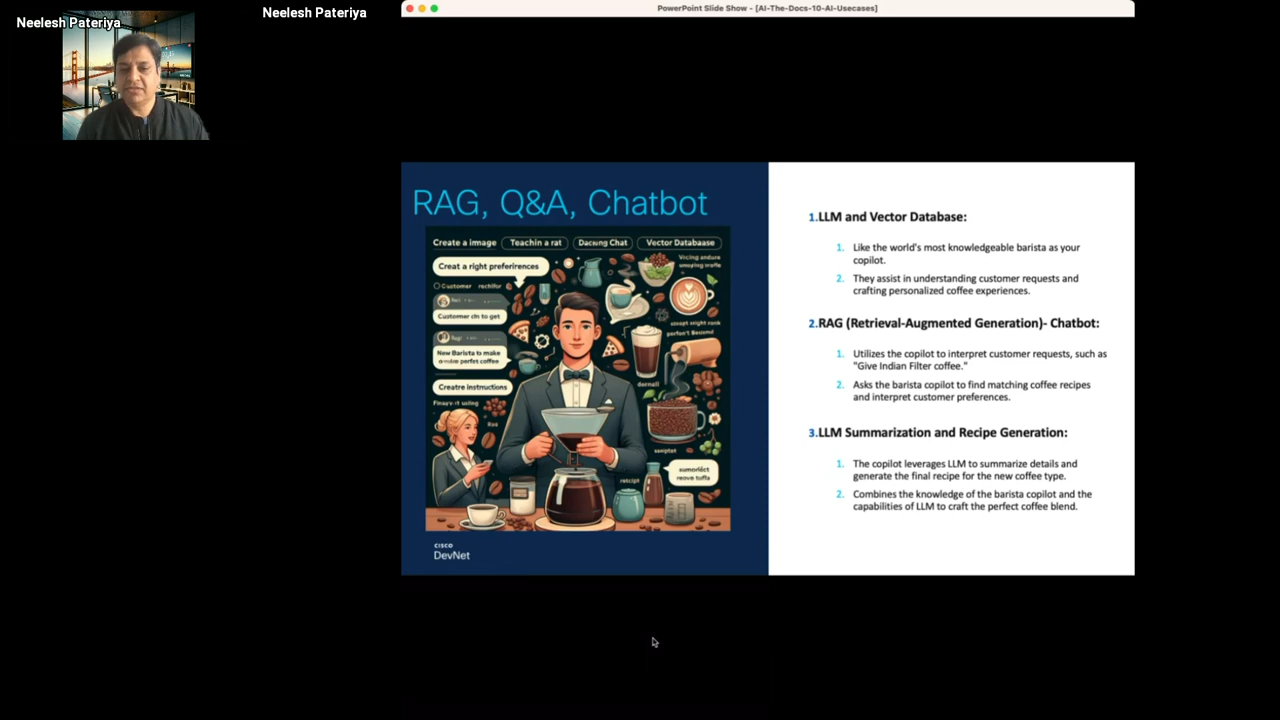 Neelesh Pateriya
Neelesh Pateriya
PowerPoint Slide Show - [AI-The-Docs-10-AI-Usecases]
RAG, Q&A, Chatbot
Create a image
Teachin a rat
Dacwng Chat
Vector Databaase
Creat a right preferirences
Customer
Customer ch to get
New Barista to make
perfot coffee
Creatre instructions
CISCO
DevNet
1.LLM and Vector Database:
1. Like the world's most knowledgeable barista as your
copilot.
2. They assist in understanding customer requests and
crafting personalized coffee experiences.
2.RAG (Retrieval-Augmented Generation)- Chatbot:
1. Utilizes the copilot to interpret customer requests, such as
"Give Indian Filter coffee."
2. Asks the barista copilot to find matching coffee recipes
and interpret customer preferences.
3.LLM Summarization and Recipe Generation:
1. The copilot leverages LLM to summarize details and
generate the final recipe for the new coffee type.
2. Combines the knowledge of the barista copilot and the
capabilities of LLM to craft the perfect coffee blend.